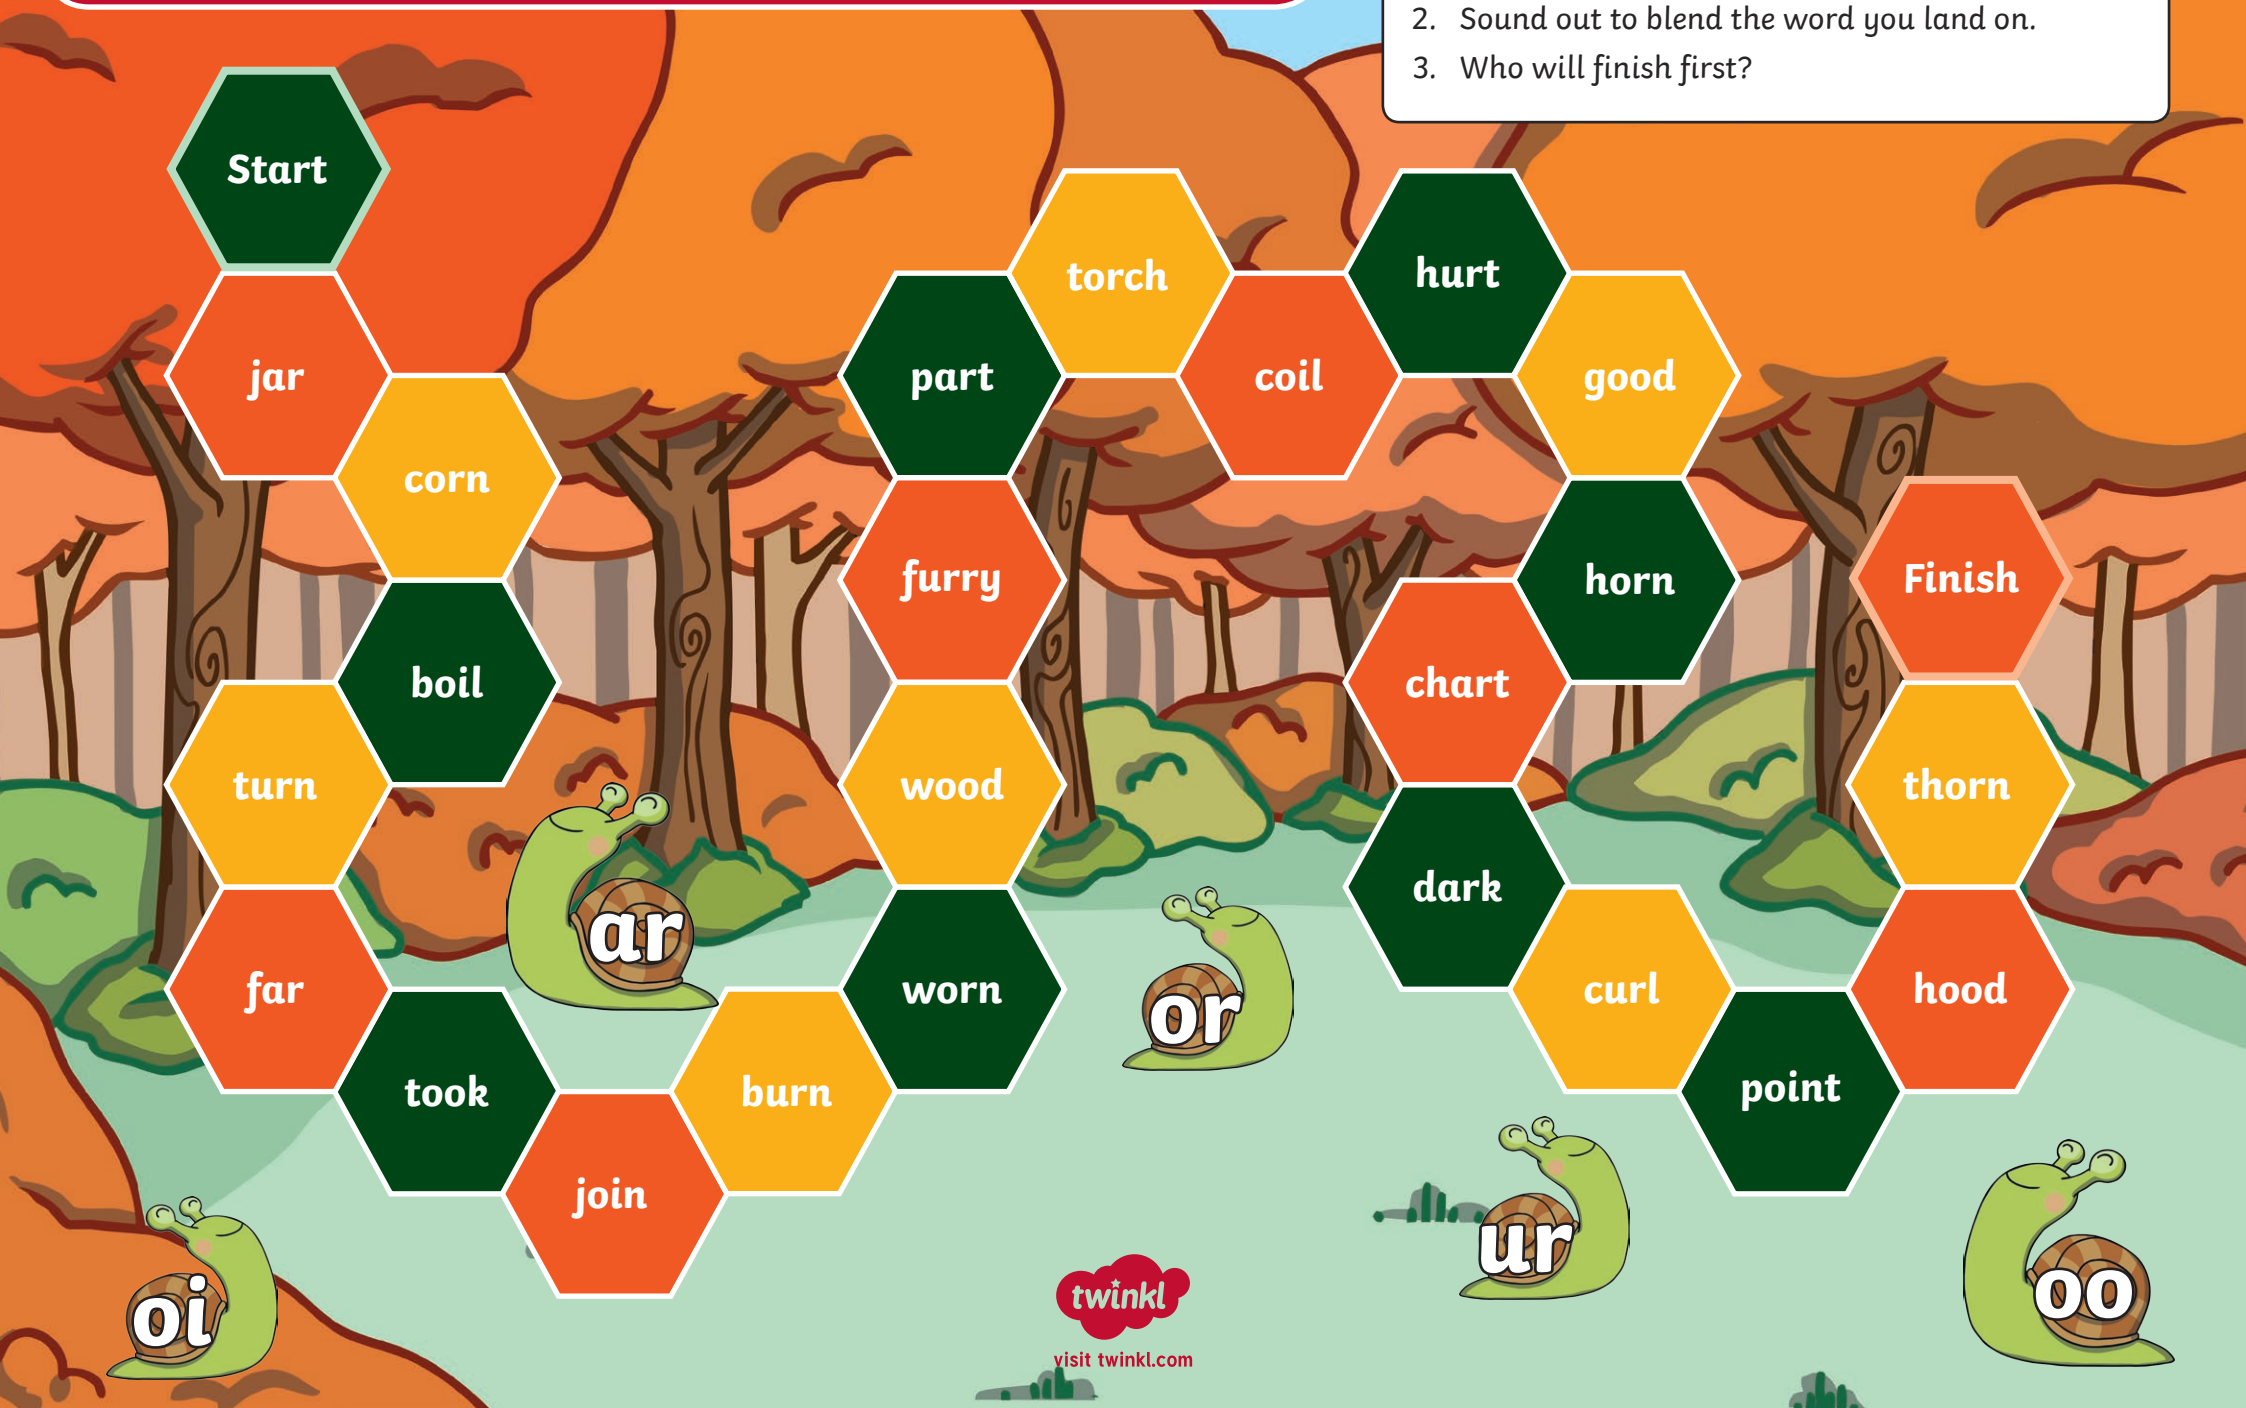 2. Sound out to blend the word you land on.
3. Who will finish first?
Start
jar
corn
boil
turn
far
took
join
burn
worn
wood
furry
part
torch
coil
hurt
good
horn
chart
dark
curl
point
hood
thorn
Finish
ar
or
oi
ur
oo
twinkl
visit twinkl.com